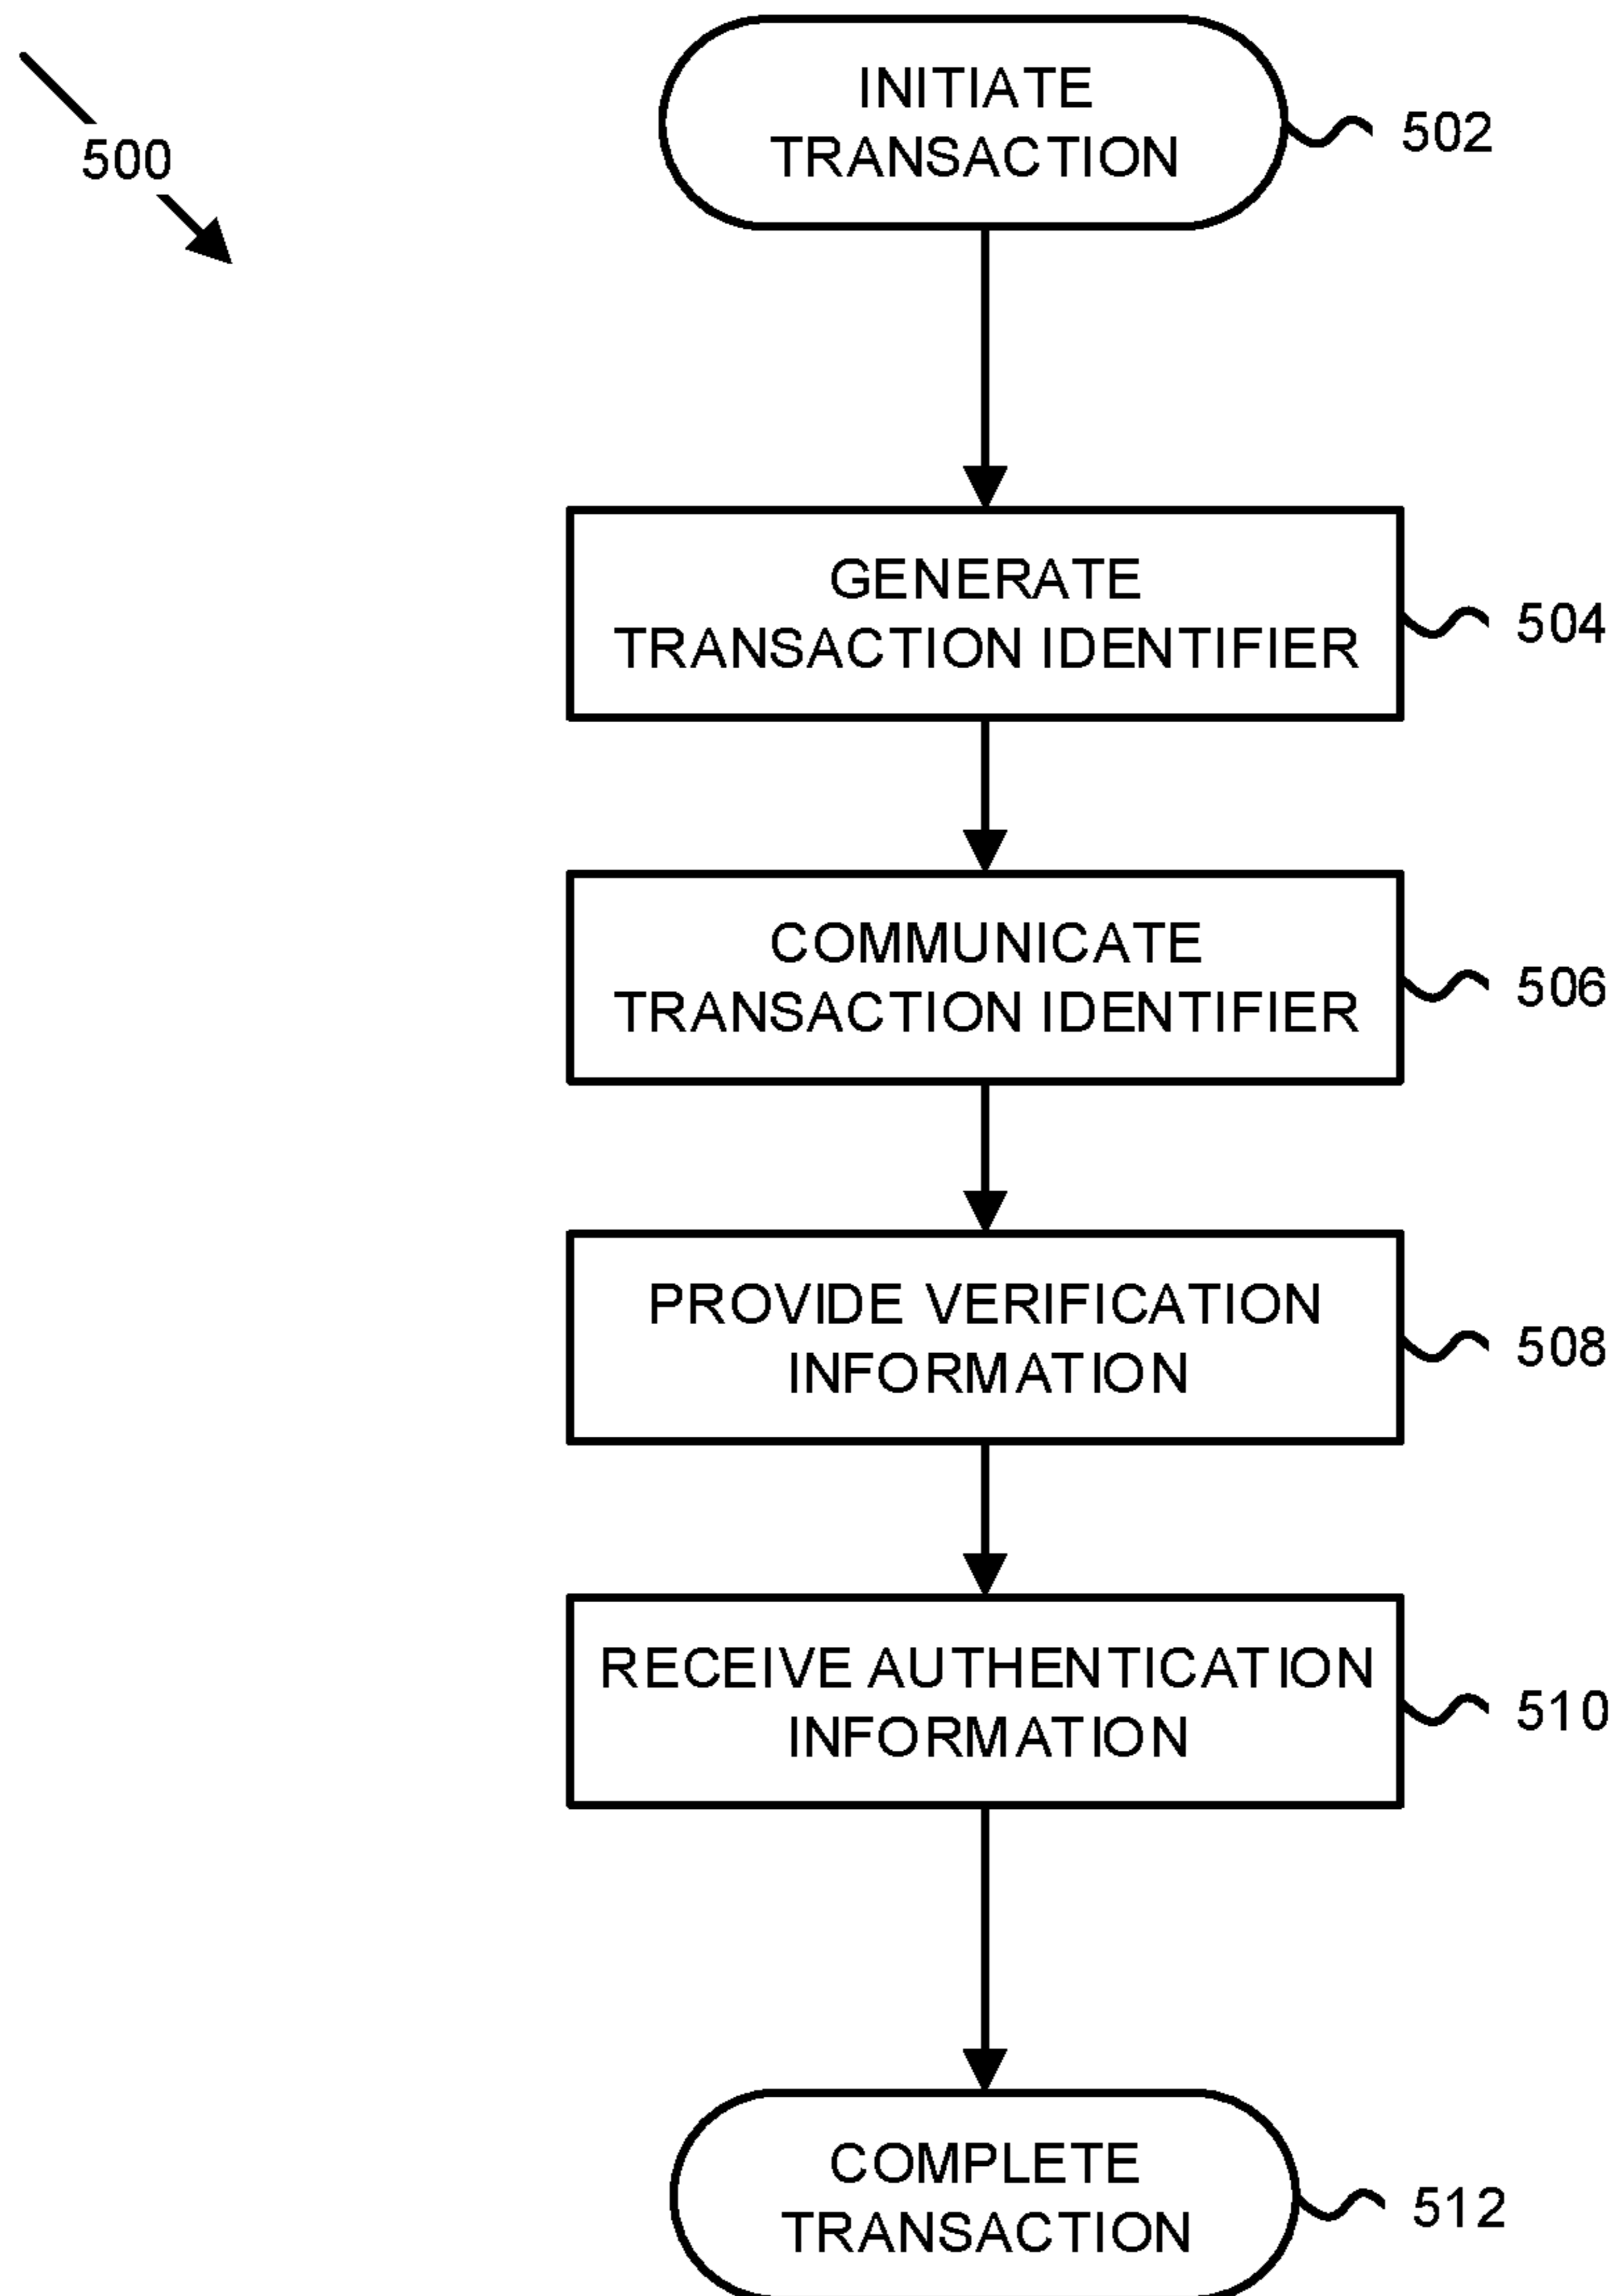 500
INITIATE
TRANSACTION
502
GENERATE
TRANSACTION IDENTIFIER
504
COMMUNICATE
TRANSACTION IDENTIFIER
506
PROVIDE VERIFICATION
INFORMATION
508
RECEIVE AUTHENTICATION
INFORMATION
510
COMPLETE
TRANSACTION
512